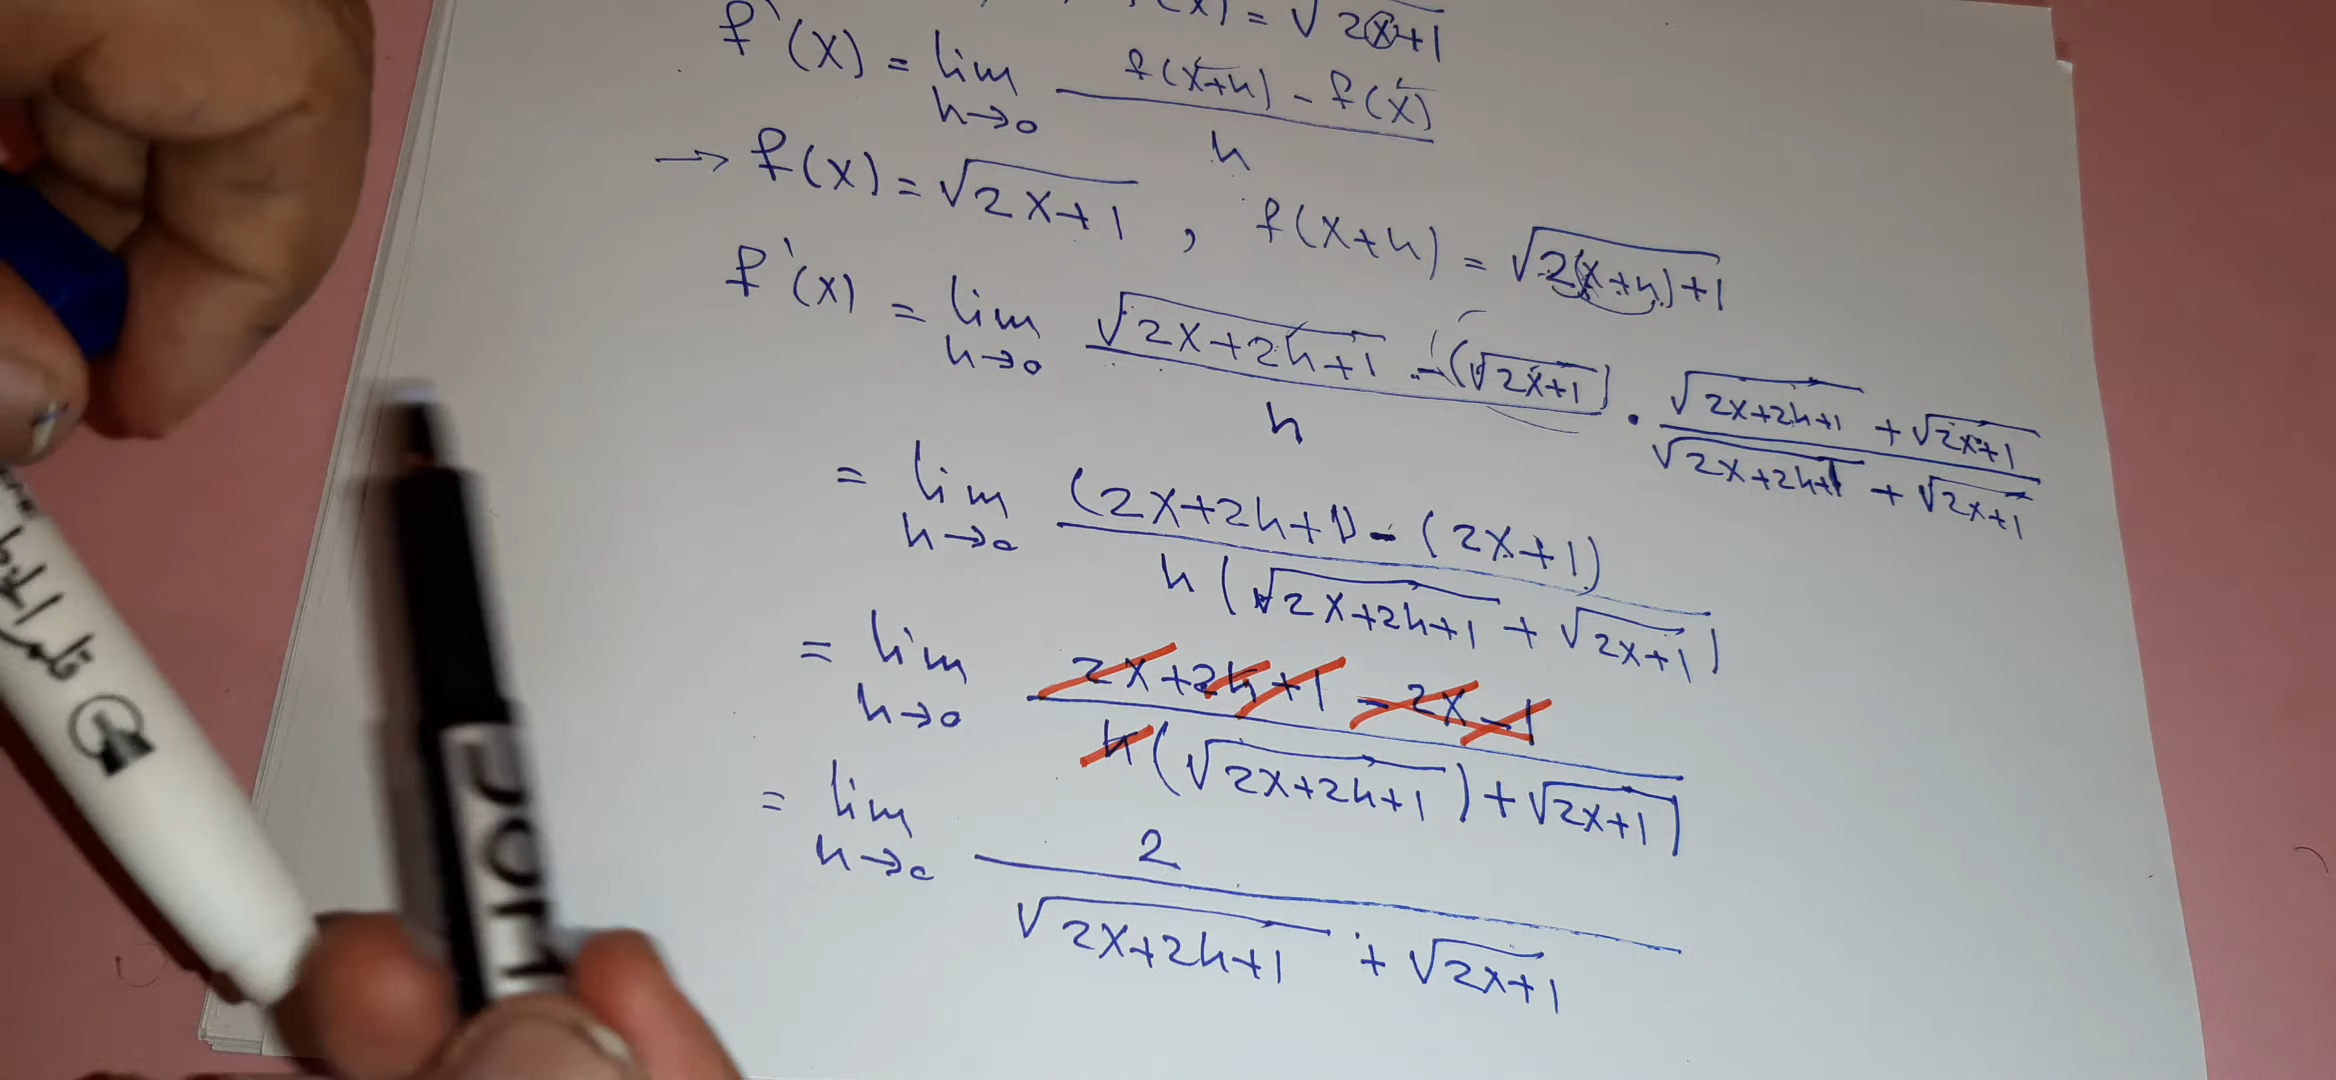 (x) = √2x+1
f'(x) = lim h→0 (f(x+h) - f(x))/h
→ f(x) = √2x+1 , f(x+h) = √2(x+h)+1
f'(x) = lim h→0 (√2x+2h+1 - (√2x+1))/h · (√2x+2h+1 + √2x+1)/(√2x+2h+1 + √2x+1)
= lim h→0 ((2x+2h+1) - (2x+1))/(h(√2x+2h+1 + √2x+1))
= lim h→0 (2x+2h+1 - 2x - 1)/(h(√2x+2h+1) + √2x+1)
= lim h→0 2/(√2x+2h+1 + √2x+1)
قلم